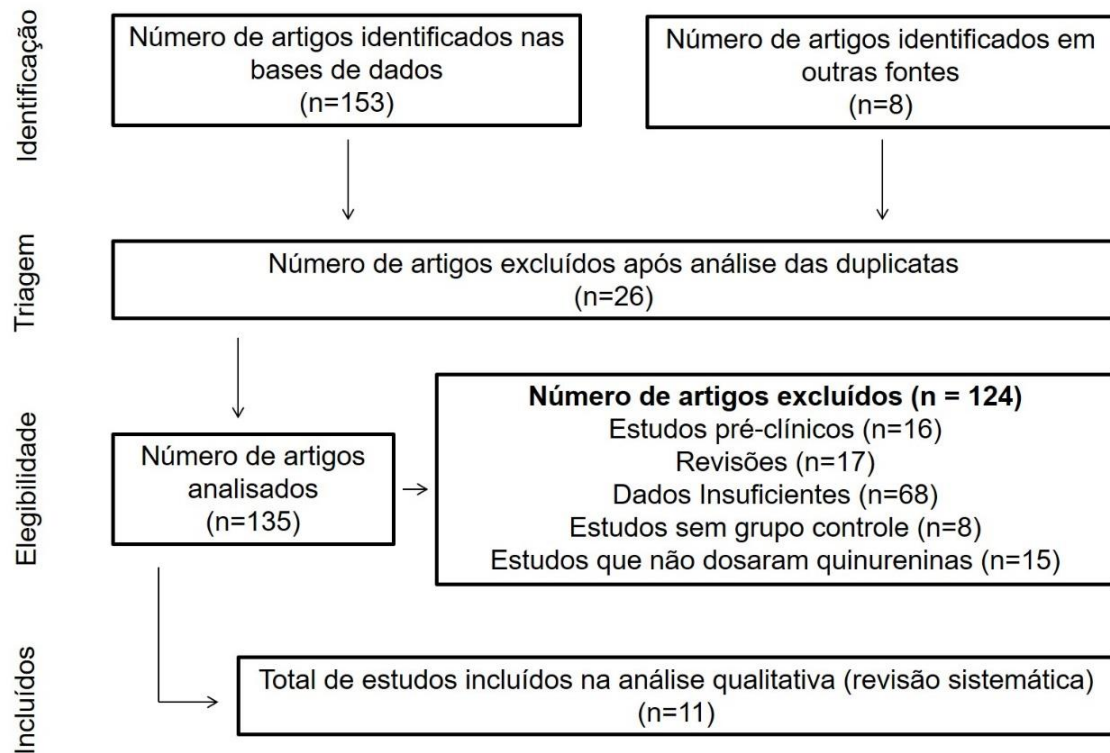 Identificação
Número de artigos identificados nas
bases de dados
(n=153)
Número de artigos identificados em
outras fontes
(n=8)
Triagem
Número de artigos excluídos após análise das duplicatas
(n=26)
Elegibilidade
Número de artigos
analisados
(n=135)
Número de artigos excluídos (n = 124)
Estudos pré-clínicos (n=16)
Revisões (n=17)
Dados Insuficientes (n=68)
Estudos sem grupo controle (n=8)
Estudos que não dosaram quinureninas (n=15)
Incluídos
Total de estudos incluídos na análise qualitativa (revisão sistemática)
(n=11)